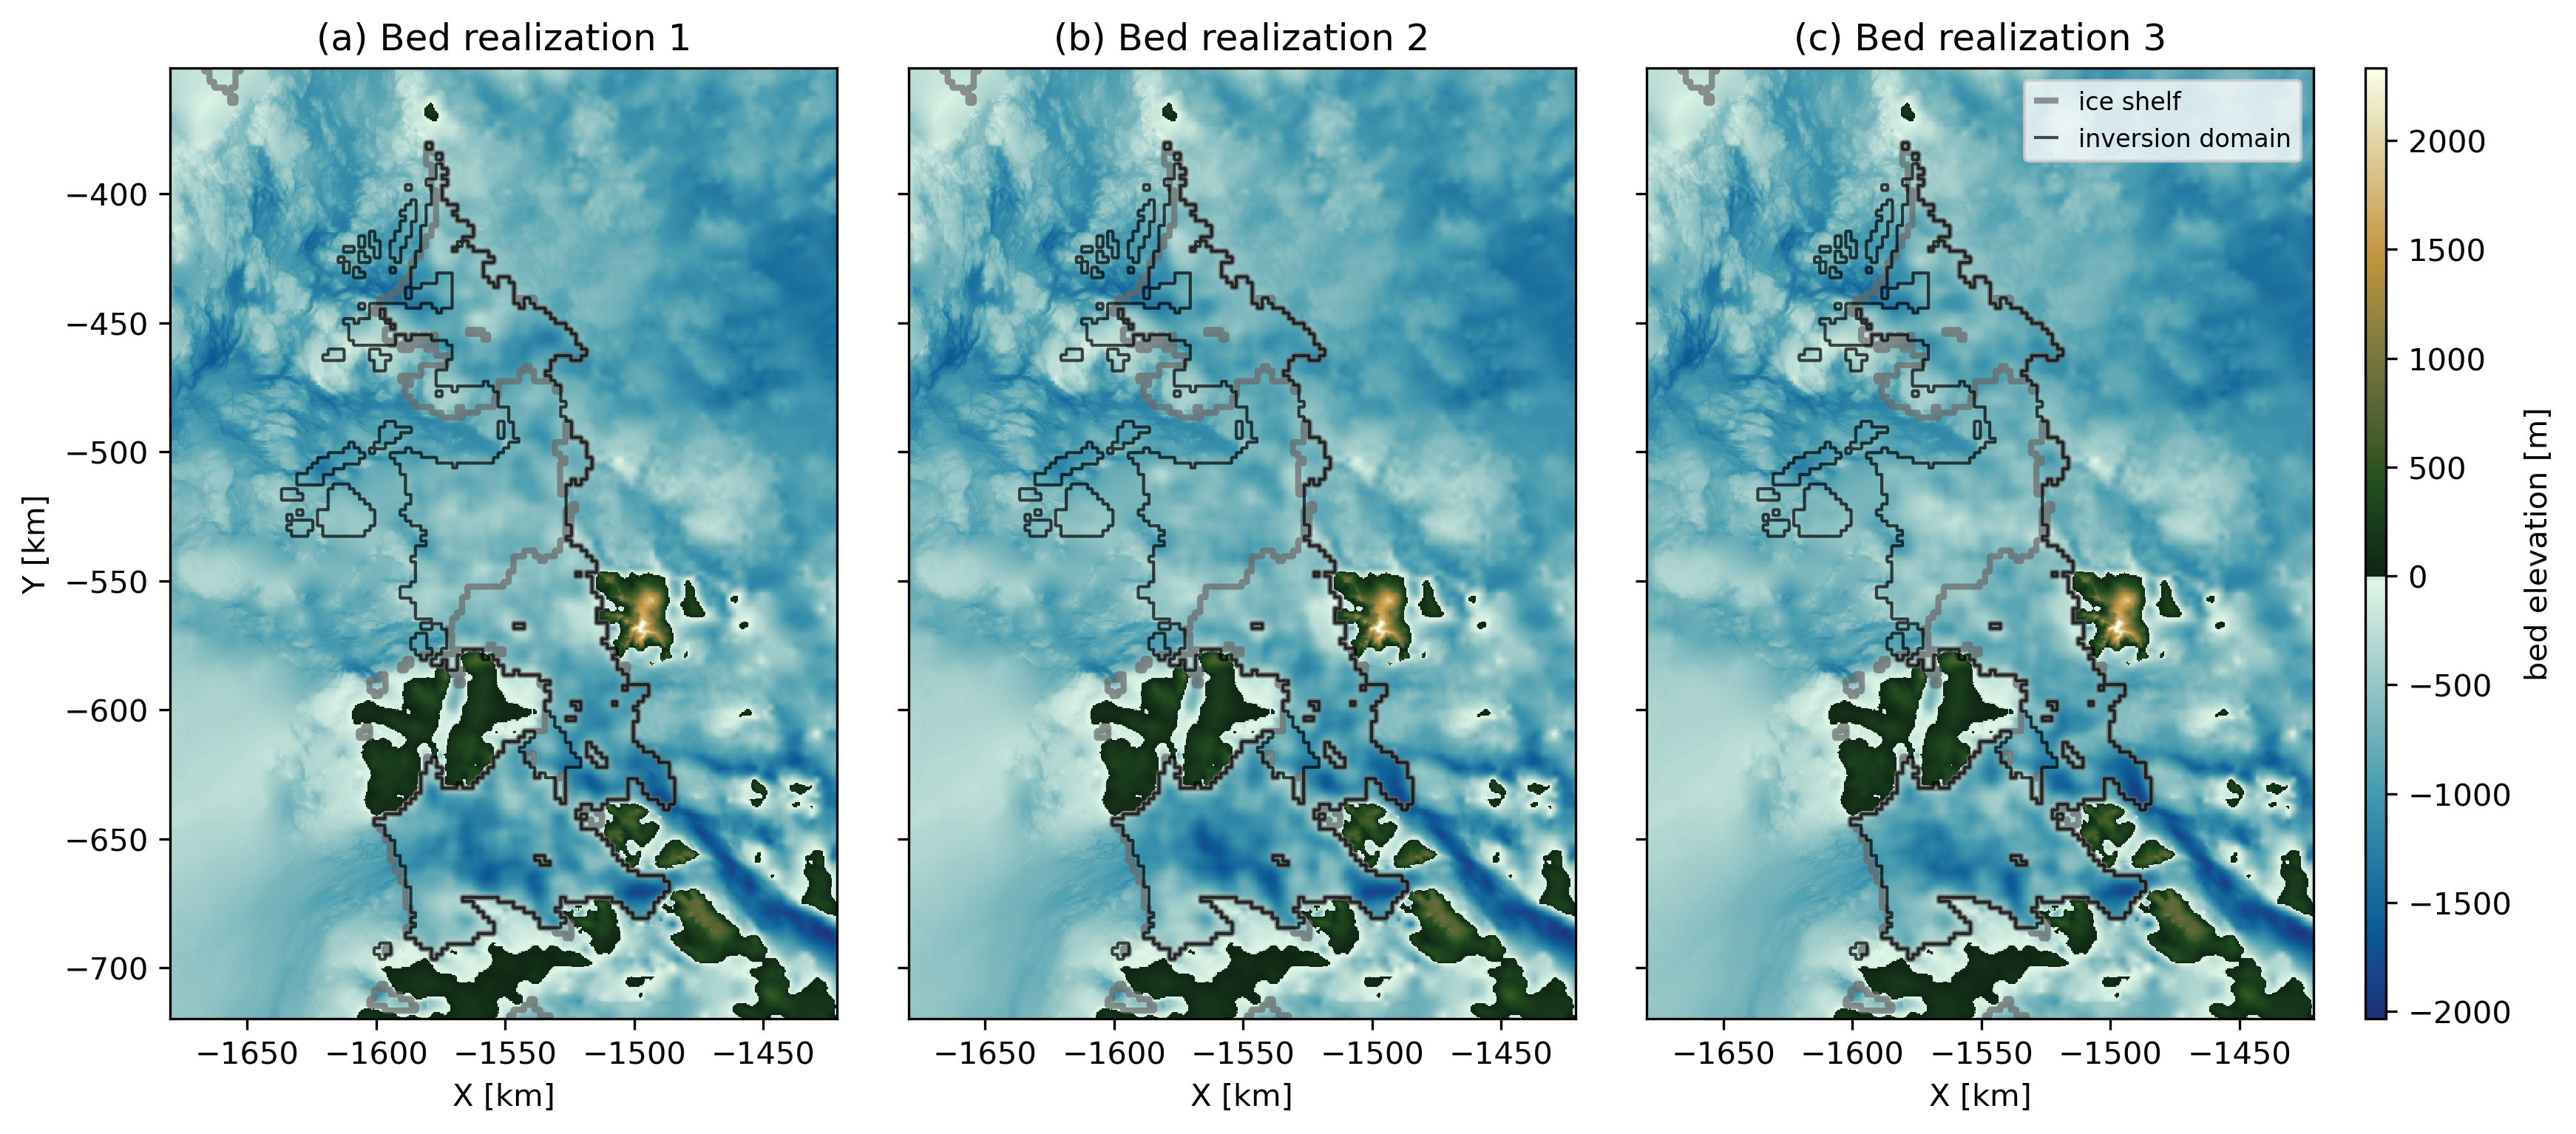 (a) Bed realization 1
(b) Bed realization 2
(c) Bed realization 3
ice shelf
inversion domain
Y [km]
−400
−450
−500
−550
−600
−650
−700
−1650 −1600 −1550 −1500 −1450
−1650 −1600 −1550 −1500 −1450
−1650 −1600 −1550 −1500 −1450
X [km]
X [km]
X [km]
2000
1500
1000
500
0
−500
−1000
−1500
−2000
bed elevation [m]